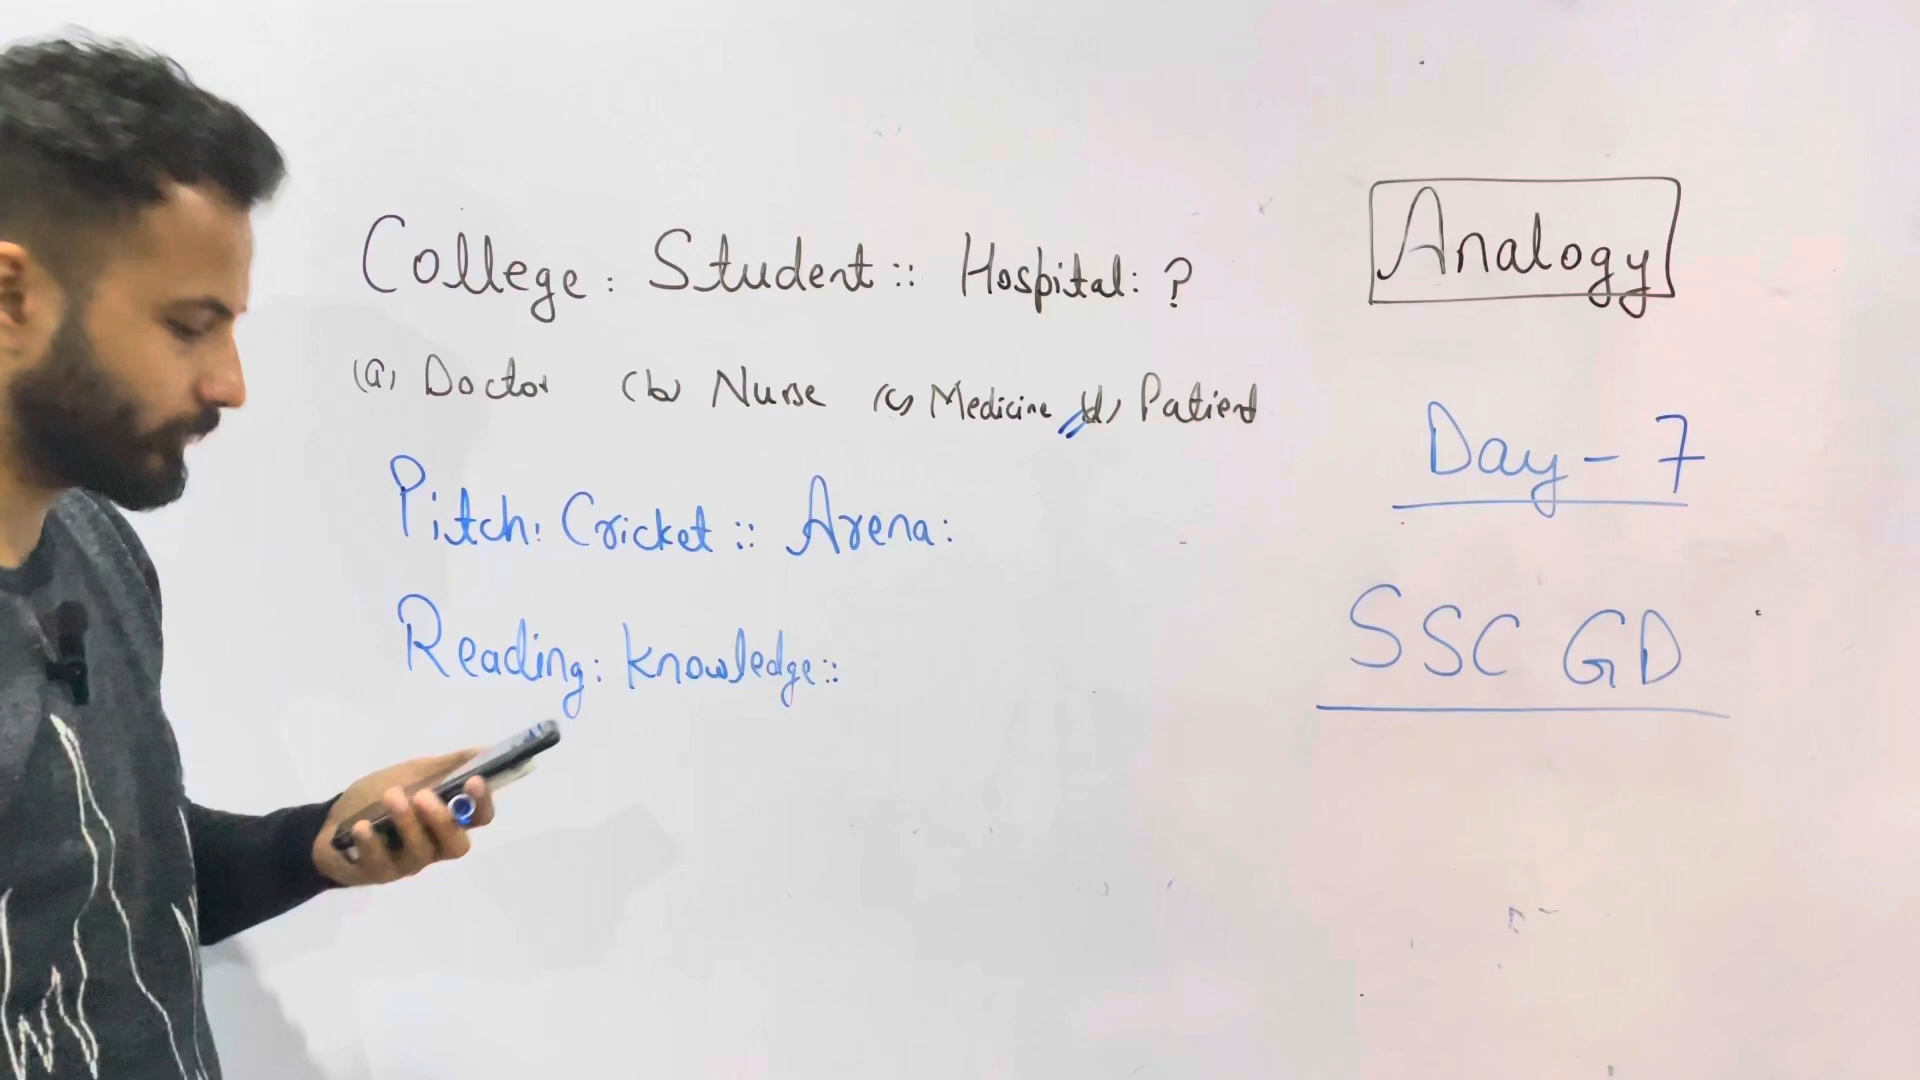 College : Student :: Hospital : ?
(a) Doctor (b) Nurse (c) Medicine (d) Patient
Pitch : Cricket :: Arena :
Reading : Knowledge ::
Analogy
Day - 7
SSC GD